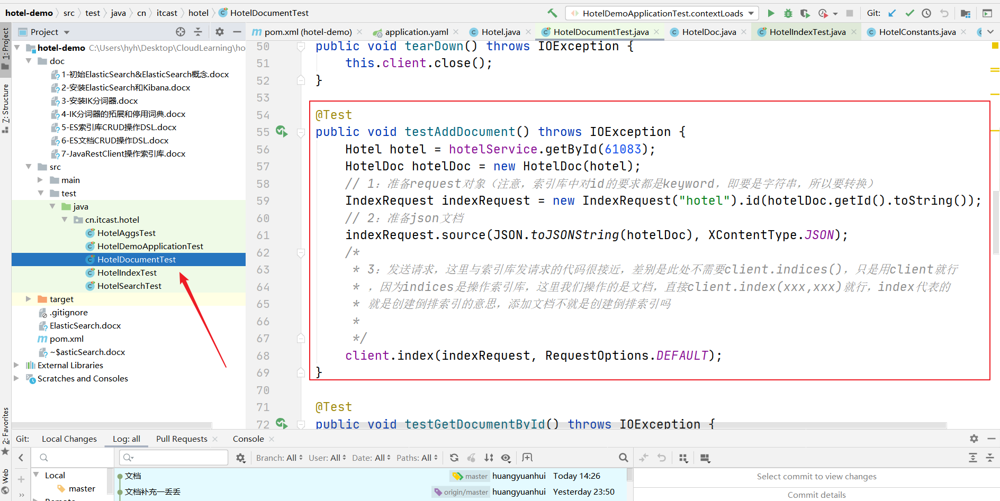 hotel-demo src test java cn itcast hotel HotelDocumentTest HotelDemoApplicationTest.contextLoads Git:
1: Project
7: Structure
2: Favorites
Web
Project
pom.xml (hotel-demo) application.yaml Hotel.java HotelDocumentTest.java HotelDoc.java HotelIndexTest.java HotelConstants.java
hotel-demo C:\Users\hyh\Desktop\CloudLearning\ho
doc
1-初始ElasticSearch&ElasticSearch概念.docx
2-安装ElasticSearch和Kibana.docx
3-安装IK分词器.docx
4-IK分词器的拓展和停用词典.docx
5-ES索引库CRUD操作DSL.docx
6-ES文档CRUD操作DSL.docx
7-JavaRestClient操作索引库.docx
src
main
test
java
cn.itcast.hotel
HotelAggsTest
HotelDemoApplicationTest
HotelDocumentTest
HotelIndexTest
HotelSearchTest
target
.gitignore
ElasticSearch.docx
pom.xml
~$asticSearch.docx
External Libraries
Scratches and Consoles
50 public void tearDown() throws IOException {
51 this.client.close();
52 }
53
54 @Test
55 public void testAddDocument() throws IOException {
56 Hotel hotel = hotelService.getById(61083);
57 HotelDoc hotelDoc = new HotelDoc(hotel);
58 // 1：准备request对象（注意，索引库中对id的要求都是keyword，即要是字符串，所以要转换）
59 IndexRequest indexRequest = new IndexRequest("hotel").id(hotelDoc.getId().toString());
60 // 2：准备json文档
61 indexRequest.source(JSON.toJSONString(hotelDoc), XContentType.JSON);
62 /*
63 * 3：发送请求，这里与索引库发请求的代码很接近，差别是此处不需要client.indices()，只是用client就行
64 * ，因为indices是操作索引库，这里我们操作的是文档，直接client.index(xxx,xxx)就行，index代表的
65 * 就是创建倒排索引的意思，添加文档不就是创建倒排索引吗
66 *
67 */
68 client.index(indexRequest, RequestOptions.DEFAULT);
69 }
70
71 @Test
72 public void testGetDocumentById() throws IOException {
Git: Local Changes Log: all Pull Requests Console
Branch: All User: All Date: All Paths: All
Local
master
文档 master huangyuanhui Today 14:26
文档补充一丢丢 origin/master huangyuanhui Yesterday 23:50
Select commit to view changes
Commit details